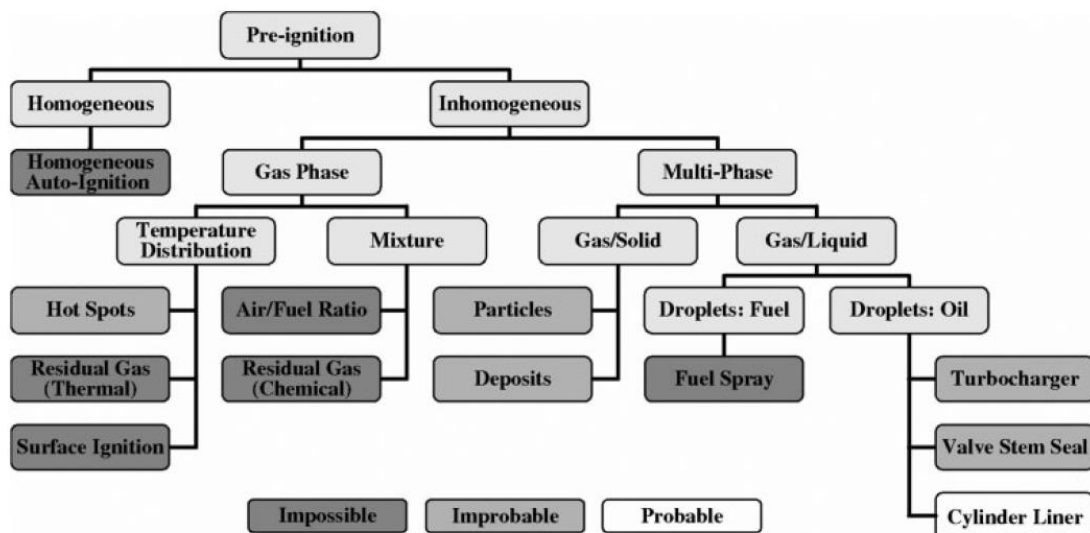 Pre-ignition
Homogeneous
Inhomogeneous
Homogeneous
Auto-Ignition
Gas Phase
Multi-Phase
Temperature
Distribution
Mixture
Gas/Solid
Gas/Liquid
Hot Spots
Air/Fuel Ratio
Particles
Droplets: Fuel
Droplets: Oil
Residual Gas
(Thermal)
Residual Gas
(Chemical)
Deposits
Fuel Spray
Turbocharger
Surface Ignition
Valve Stem Seal
Impossible
Improbable
Probable
Cylinder Liner